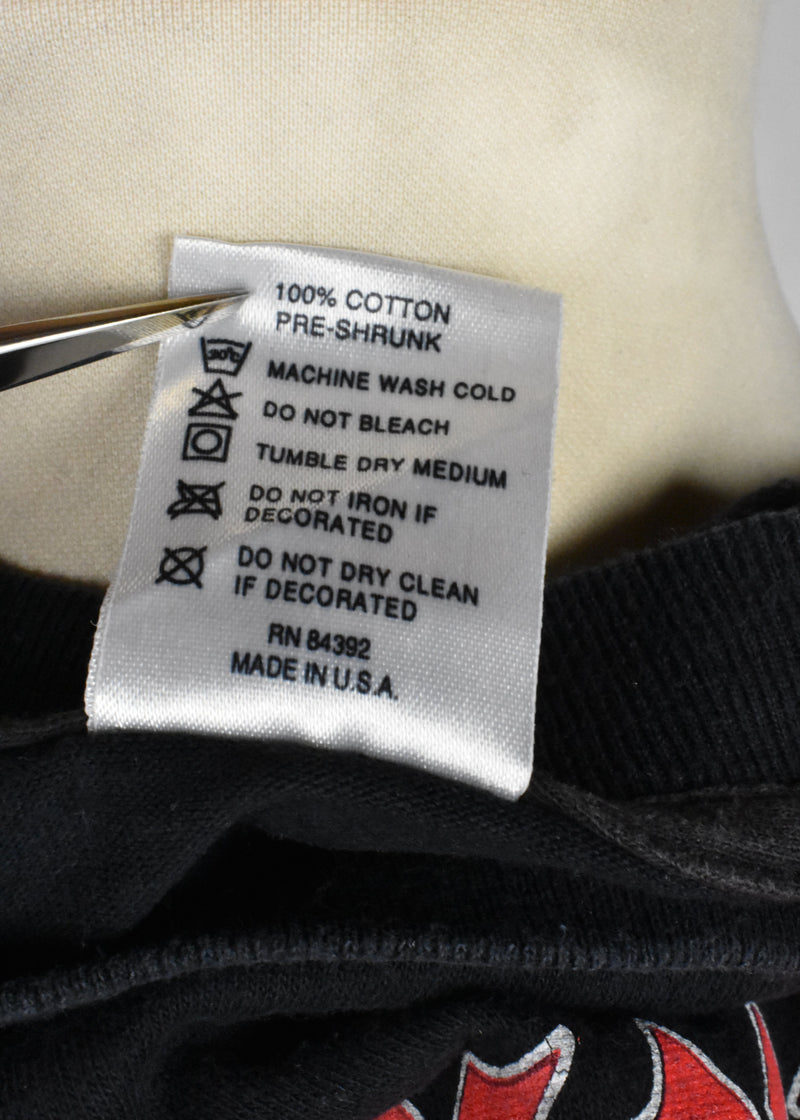 100% COTTON
PRE-SHRUNK
30°C
MACHINE WASH COLD
DO NOT BLEACH
TUMBLE DRY MEDIUM
DO NOT IRON IF
DECORATED
DO NOT DRY CLEAN
IF DECORATED
RN 84392
MADE IN U.S.A.